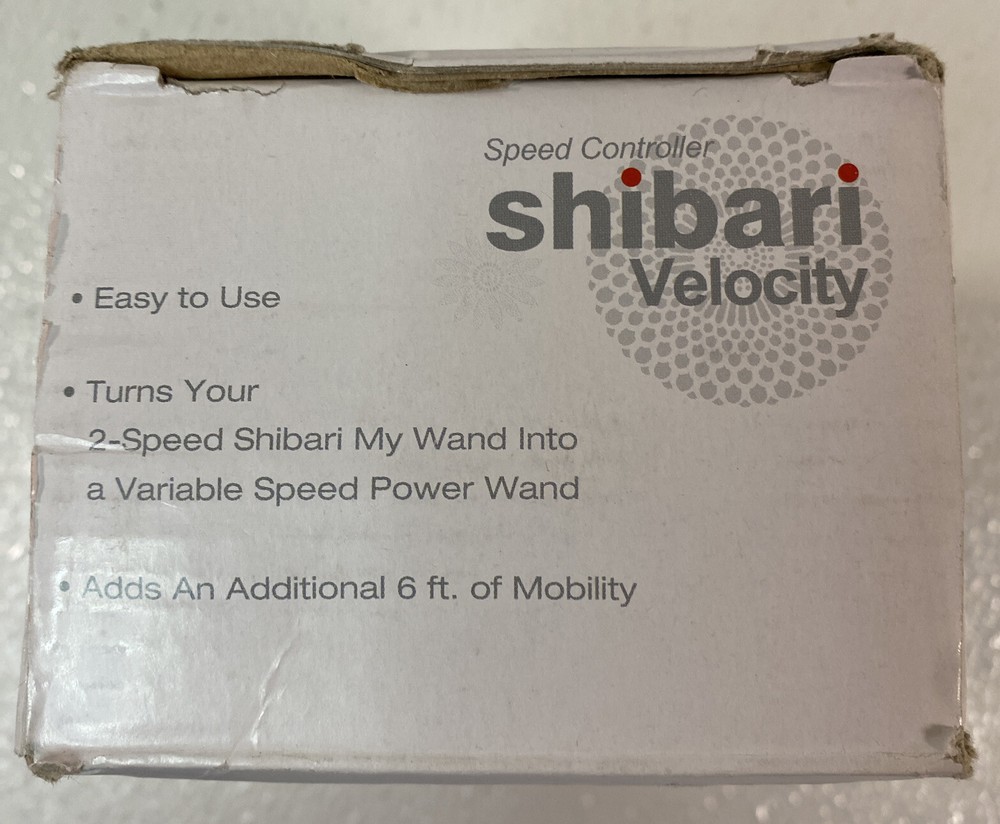 Speed Controller
shibari
Velocity
• Easy to Use
• Turns Your
2-Speed Shibari My Wand Into
a Variable Speed Power Wand
• Adds An Additional 6 ft. of Mobility